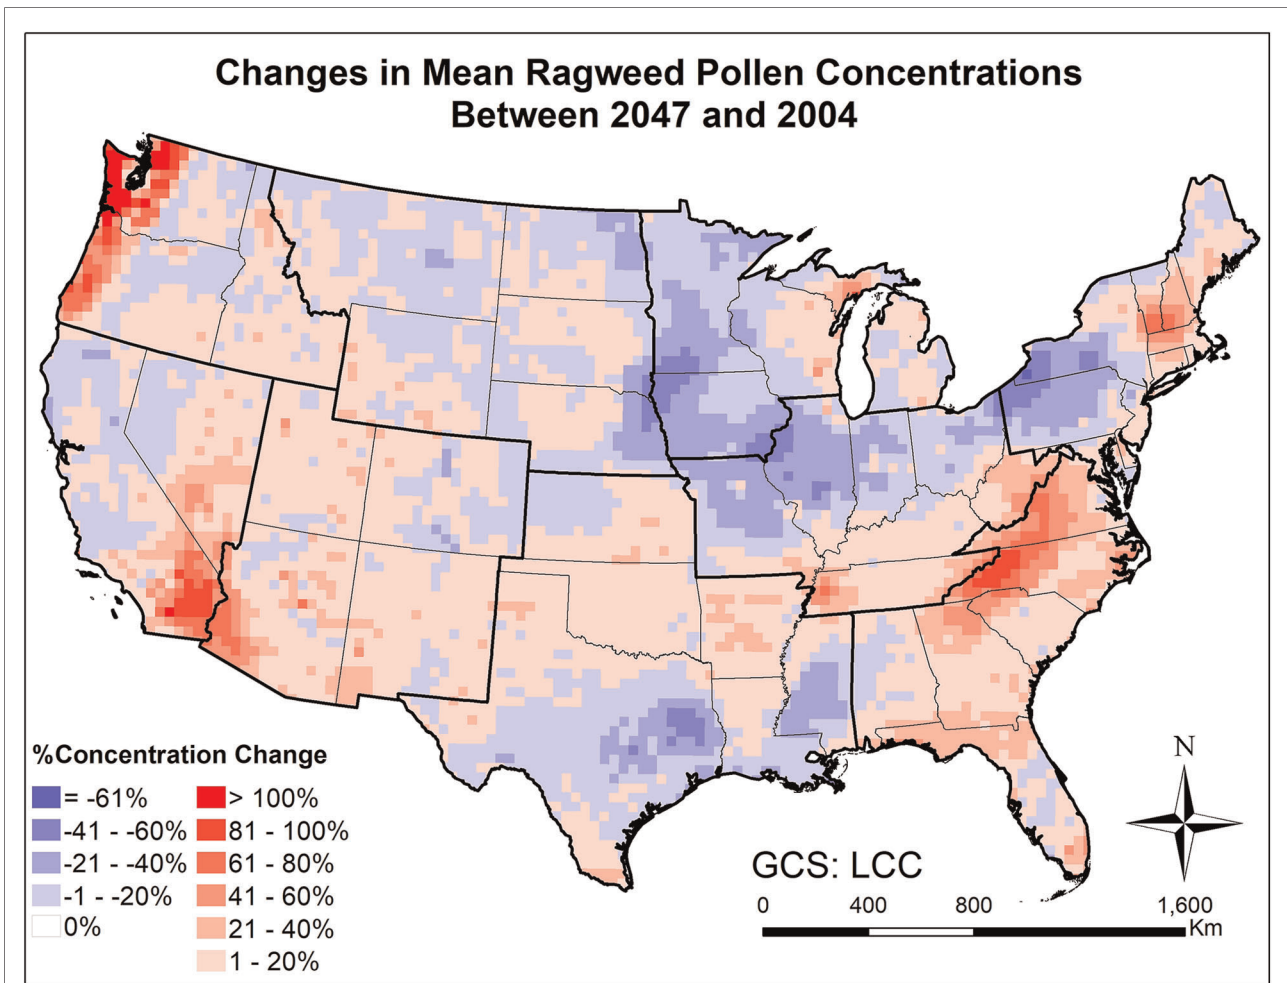 Changes in Mean Ragweed Pollen Concentrations
Between 2047 and 2004
%Concentration Change
= -61%
-41 - -60%
-21 - -40%
-1 - -20%
0%
> 100%
81 - 100%
61 - 80%
41 - 60%
21 - 40%
1 - 20%
GCS: LCC
0 400 800 1,600
Km
N